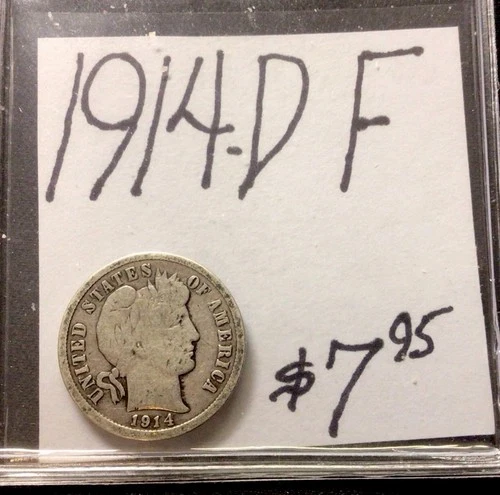 1914-D F
UNITED STATES OF AMERICA
1914
$7.95